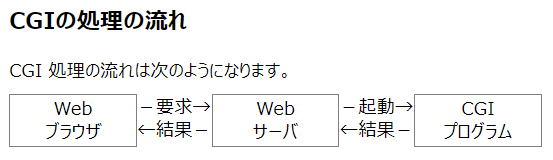 CGIの処理の流れ
CGI 処理の流れは次のようになります。
Web －要求→ Web －起動→ CGI
ブラウザ ←結果－ サーバ ←結果－ プログラム